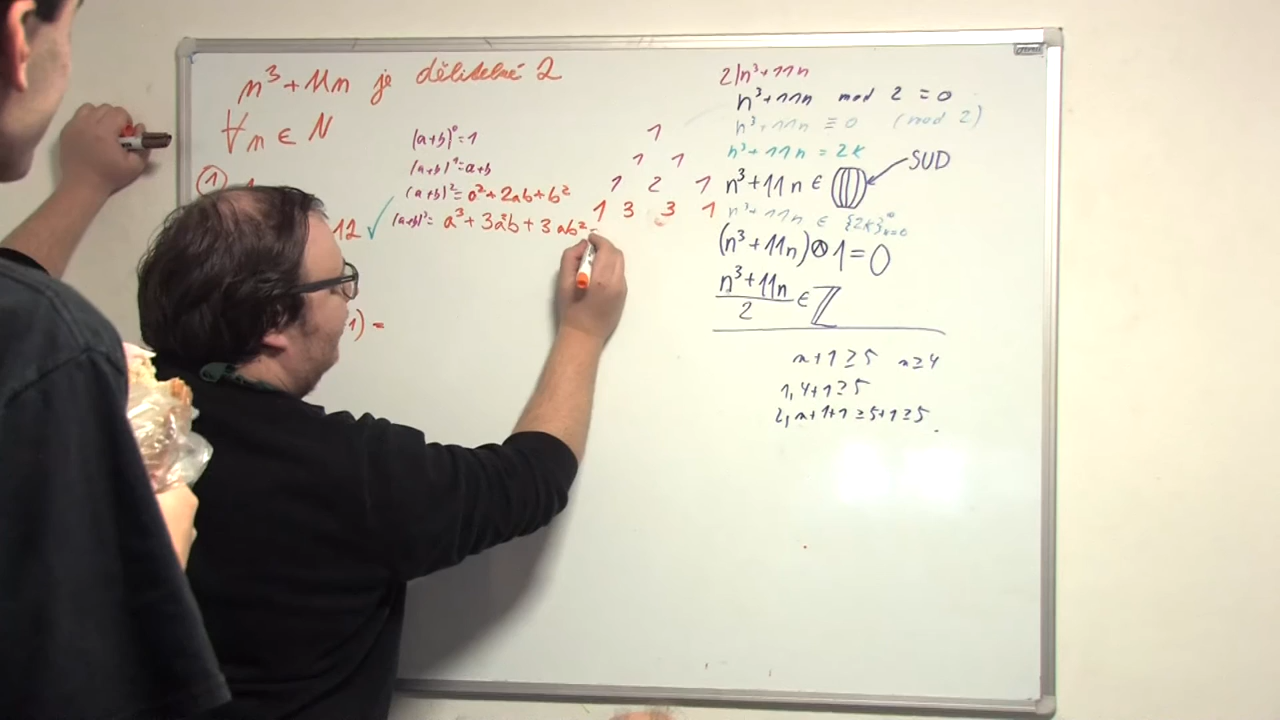 n³+11n je dělitelné 2
∀n ∈ N
①
12 ✓
1) =
(a+b)⁰=1
(a+b)¹=a+b
(a+b)²= a²+2ab+b²
(a+b)³= a³+3a²b+3ab²
1
1 1
1 2 1
1 3 3 1
2|n³+11n
n³+11n mod 2 = 0
n³+11n ≡ 0 (mod 2)
n³+11n = 2k
n³+11n ∈
SUD
n³+11n ∈ {2k}
(n³+11n) 1=0
n³+11n
2
∈ ℤ
n+1≥5 n≥4
1, 4+1≥5
2, n+1+1≥5+1≥5